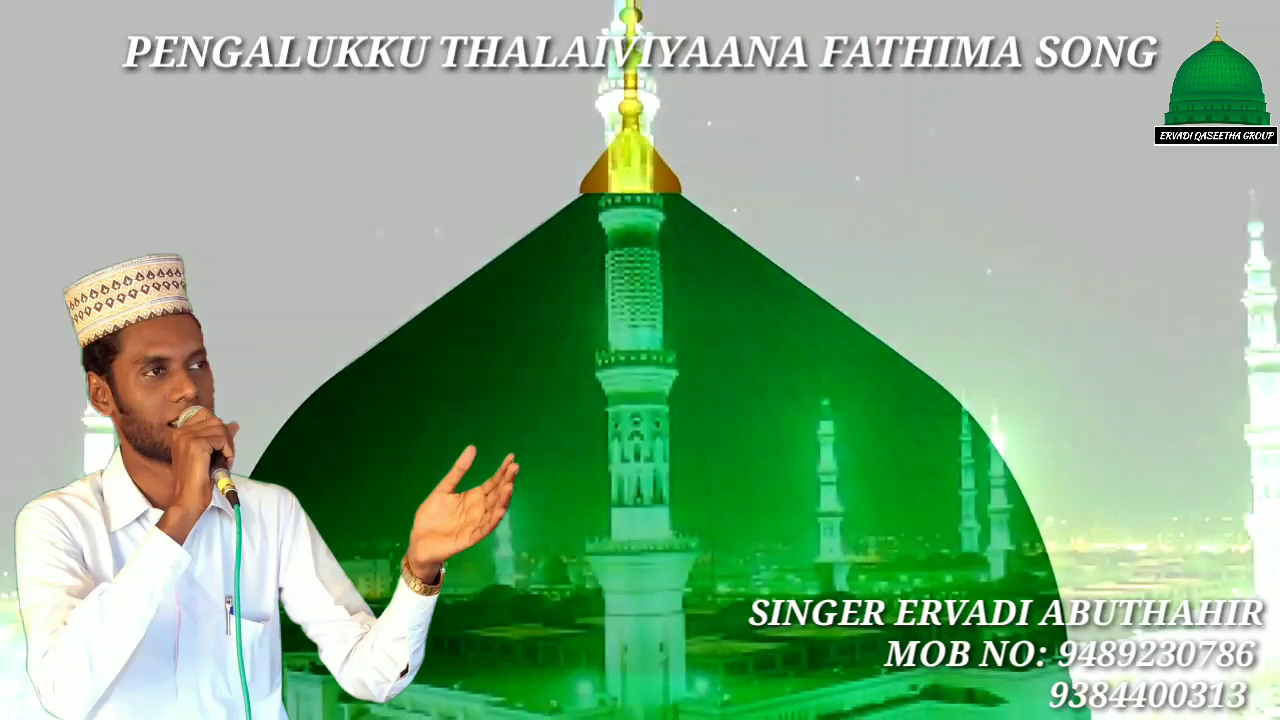 PENGALUKKU THALAIVIYAANA FATHIMA SONG
ERVADI QASEETHA GROUP
SINGER ERVADI ABUTHAHIR
MOB NO: 9489230786
9384400313